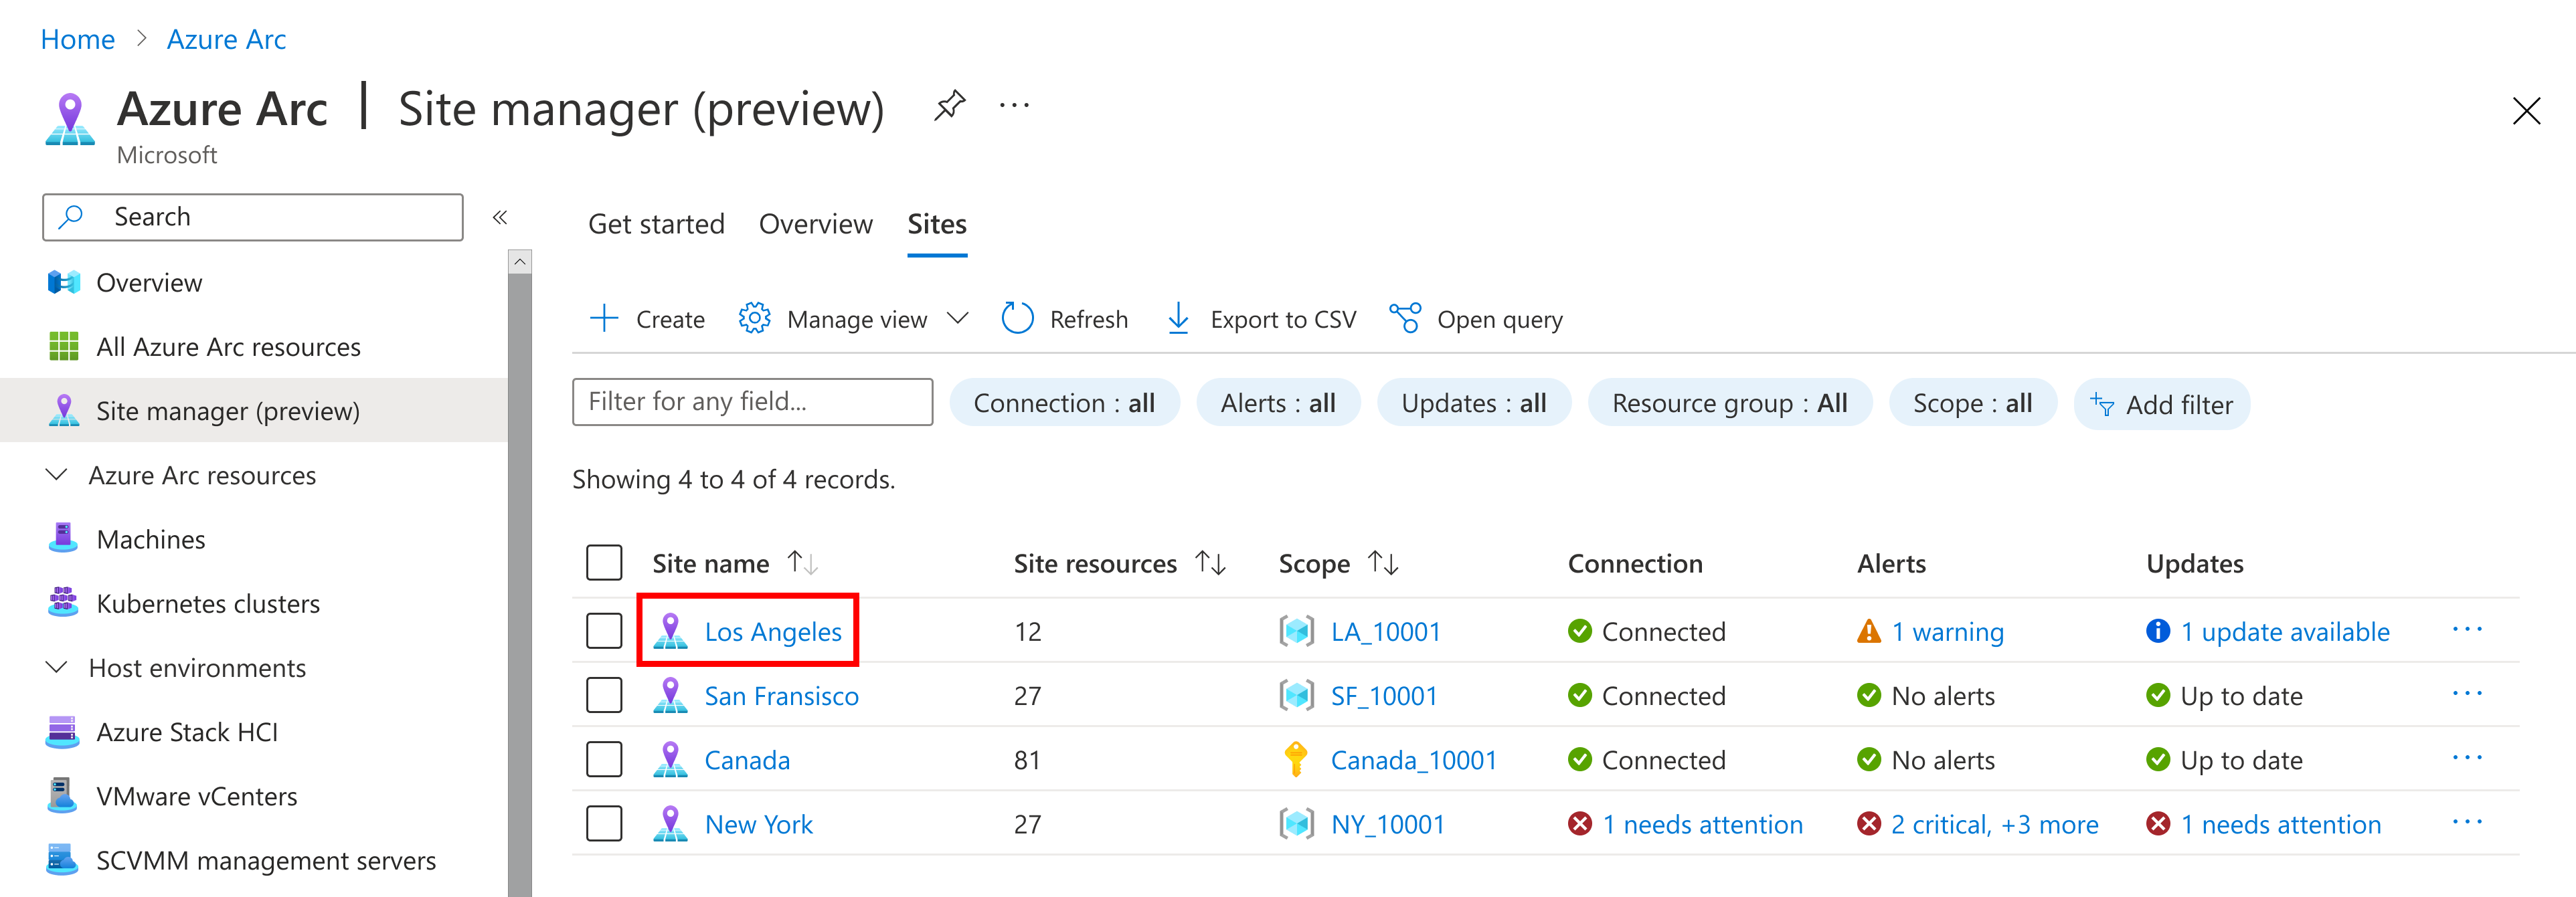 Home > Azure Arc
Azure Arc | Site manager (preview) ...
Microsoft
Search «
Overview
All Azure Arc resources
Site manager (preview)
Azure Arc resources
Machines
Kubernetes clusters
Host environments
Azure Stack HCI
VMware vCenters
SCVMM management servers
Get started Overview Sites
Create Manage view Refresh Export to CSV Open query
Filter for any field... Connection : all Alerts : all Updates : all Resource group : All Scope : all Add filter
Showing 4 to 4 of 4 records.
Site name Site resources Scope Connection Alerts Updates
Los Angeles 12 LA_10001 Connected 1 warning 1 update available ...
San Fransisco 27 SF_10001 Connected No alerts Up to date ...
Canada 81 Canada_10001 Connected No alerts Up to date ...
New York 27 NY_10001 1 needs attention 2 critical, +3 more 1 needs attention ...